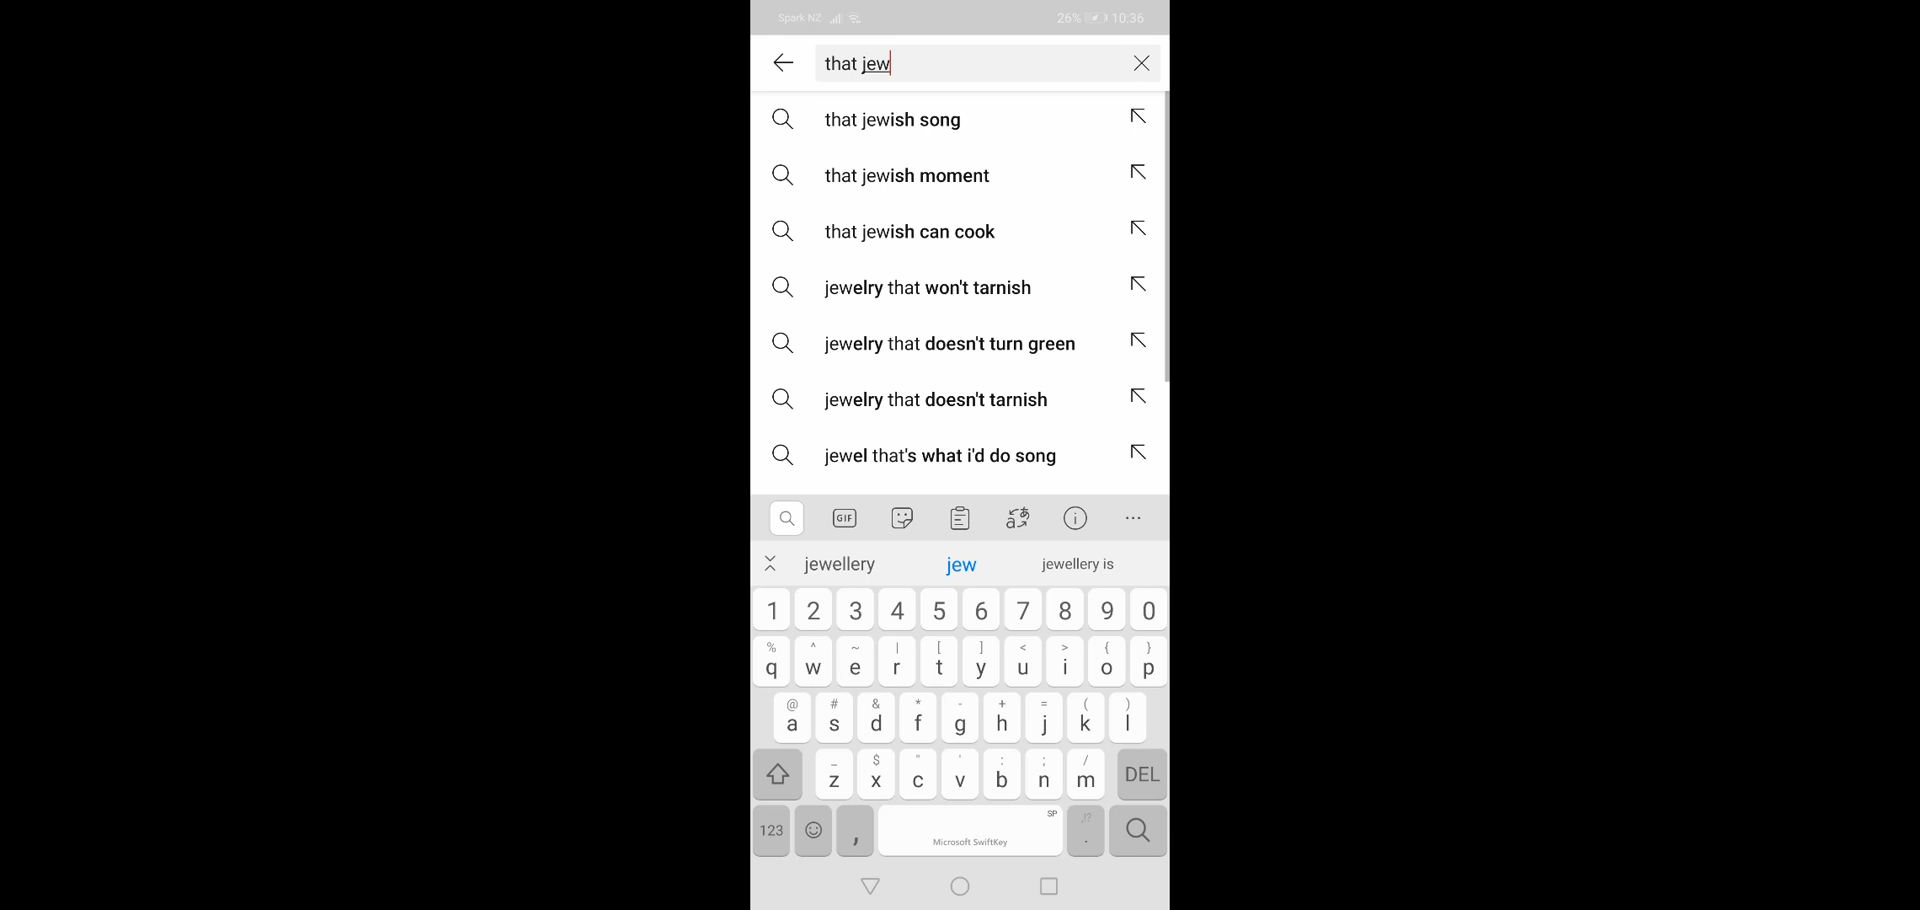 Spark NZ 26% 10:36
that jew
that jewish song
that jewish moment
that jewish can cook
jewelry that won't tarnish
jewelry that doesn't turn green
jewelry that doesn't tarnish
jewel that's what i'd do song
GIF
jewellery jew jewellery is
1 2 3 4 5 6 7 8 9 0
% ^ ~ | [ ] < > { }
q w e r t y u i o p
@ # & * - + = ( )
a s d f g h j k l
_ $ " ' : ; /
z x c v b n m DEL
SP ,!?
123 , .
Microsoft SwiftKey